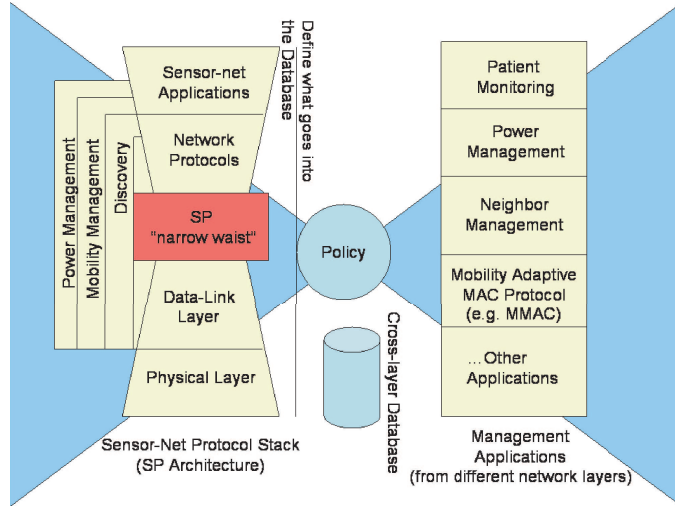 Define what goes into
the Database
Sensor-net
Applications
Network
Protocols
SP
"narrow waist"
Data-Link
Layer
Physical Layer
Power Management
Mobility Management
Discovery
Sensor-Net Protocol Stack
(SP Architecture)
Policy
Cross-layer Database
Patient
Monitoring
Power
Management
Neighbor
Management
Mobility Adaptive
MAC Protocol
(e.g. MMAC)
...Other
Applications
Management
Applications
(from different network layers)